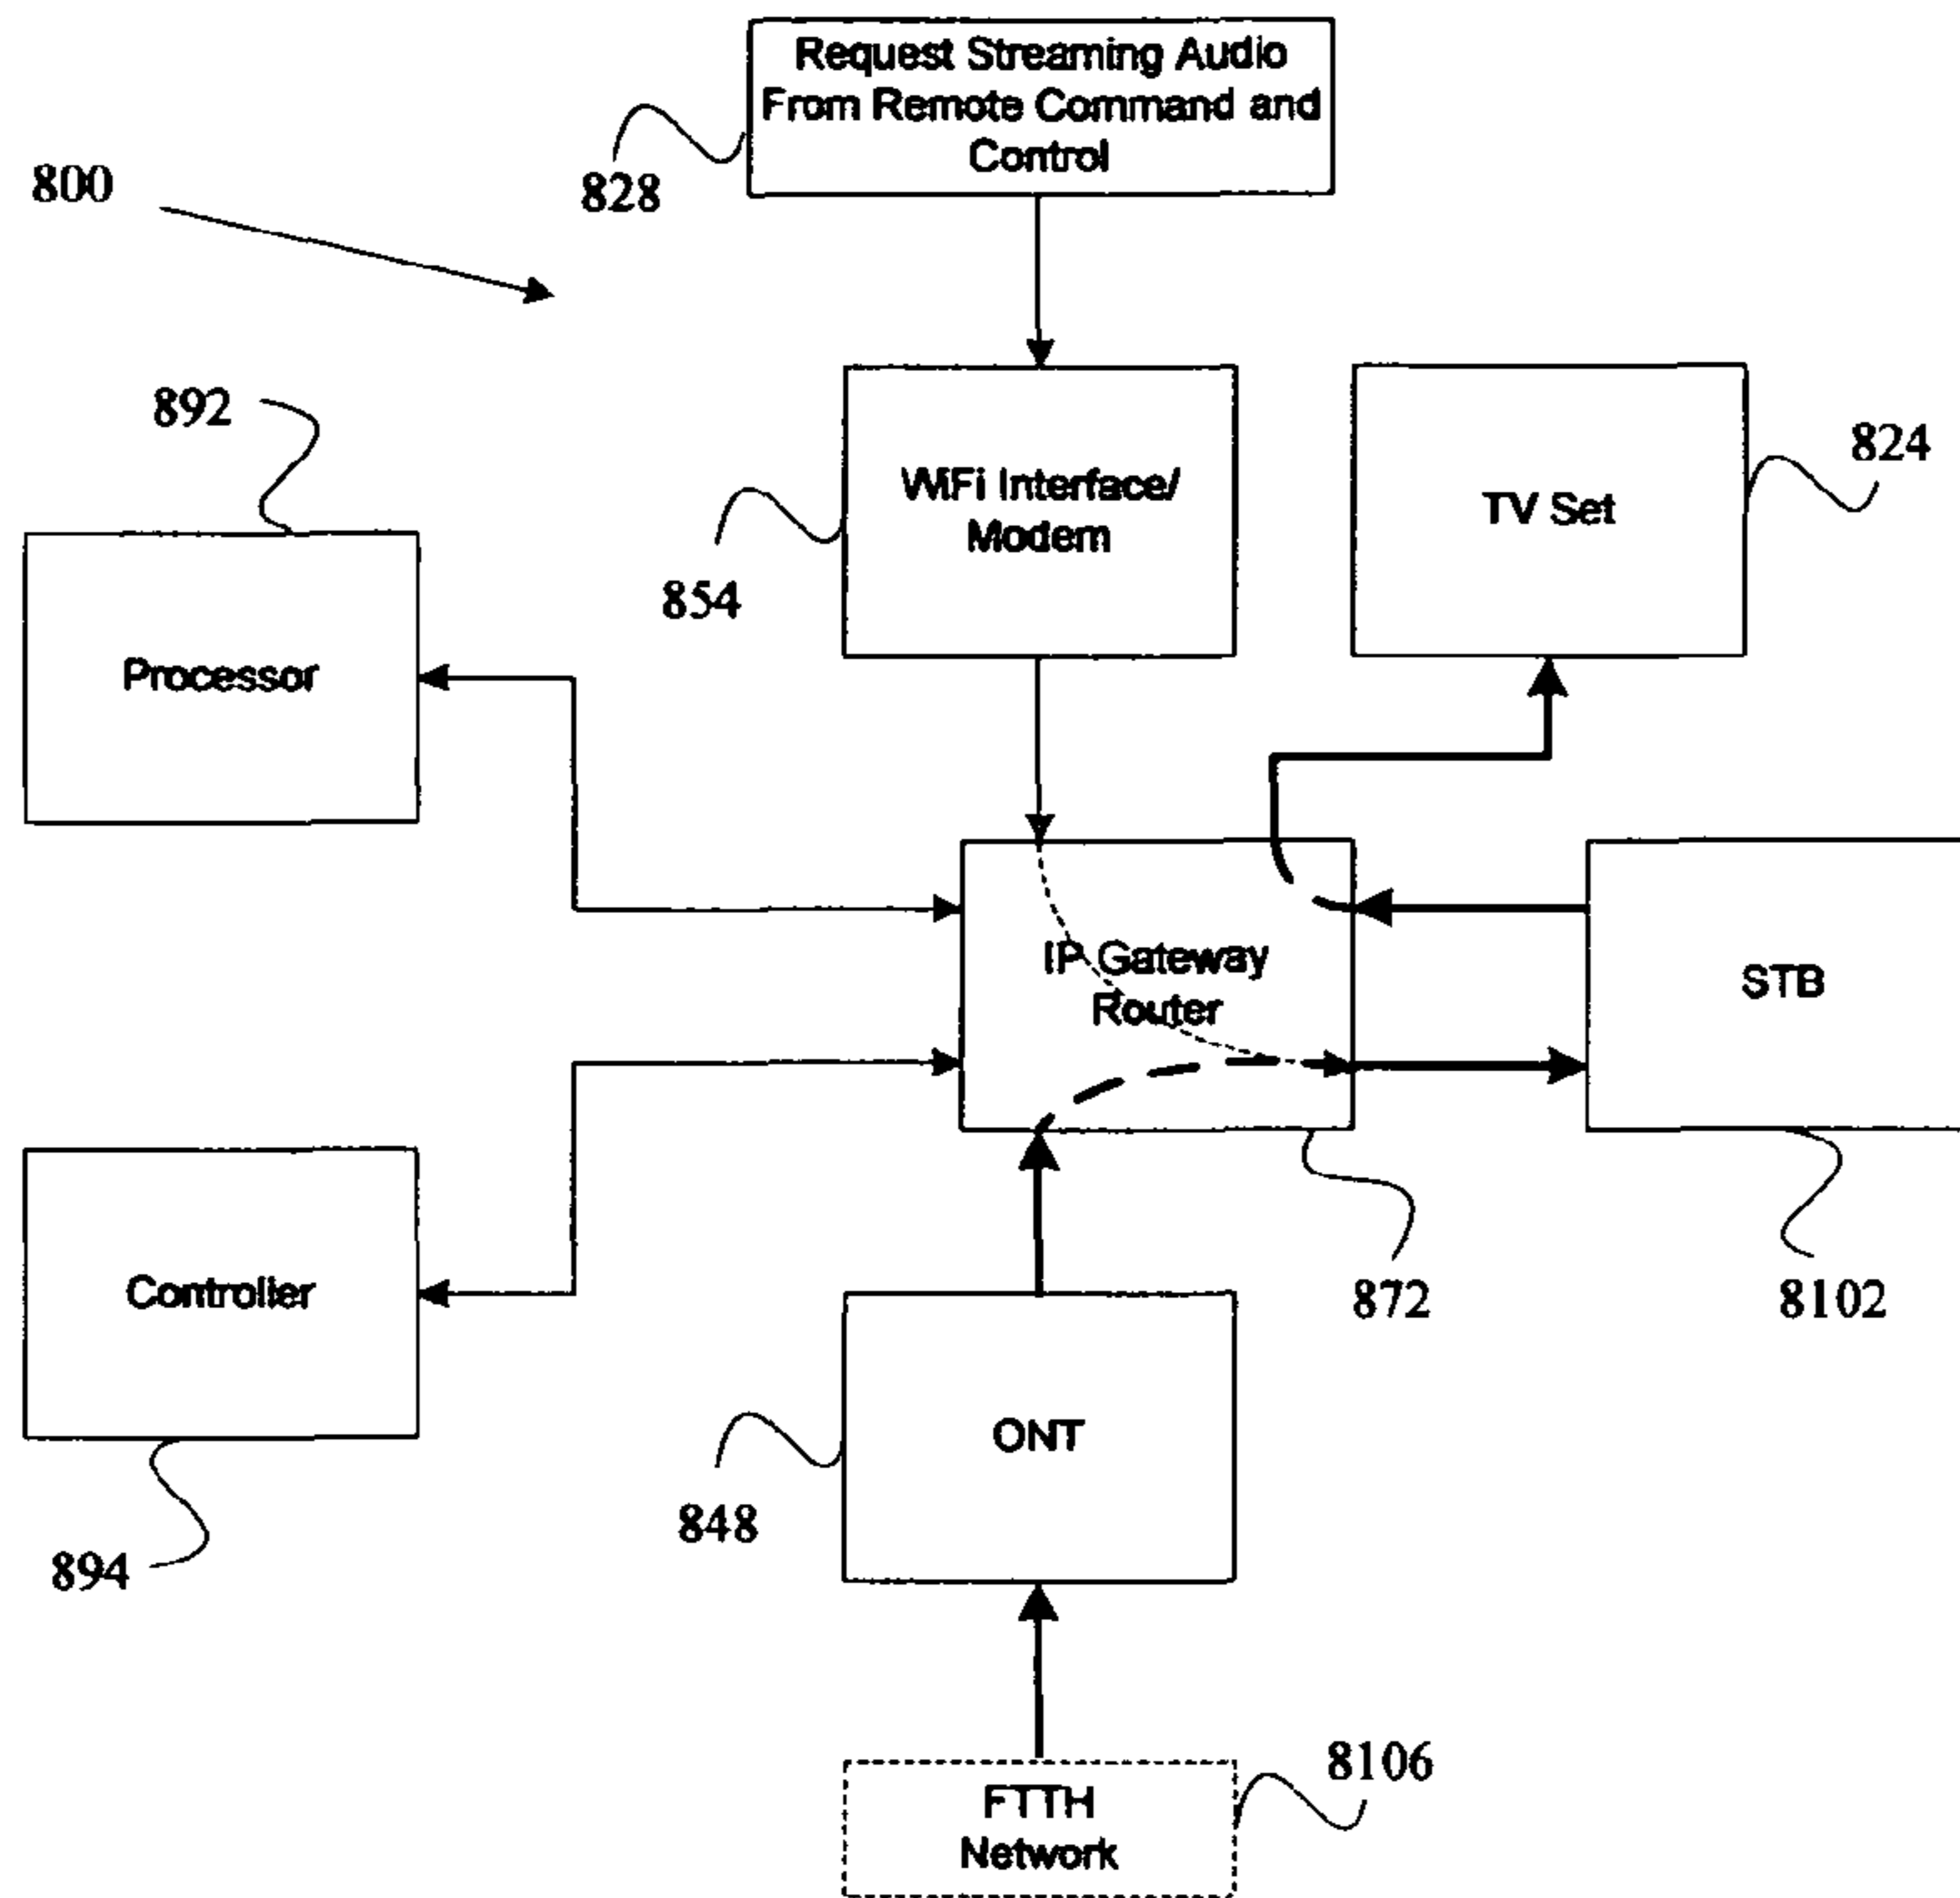 Request Streaming Audio
From Remote Command and
Control
828
800
892
WiFi Interface/
Modem
854
TV Set
824
Processor
IP Gateway
Router
STB
Controller
872
8102
ONT
848
894
8106
FTTH
Network